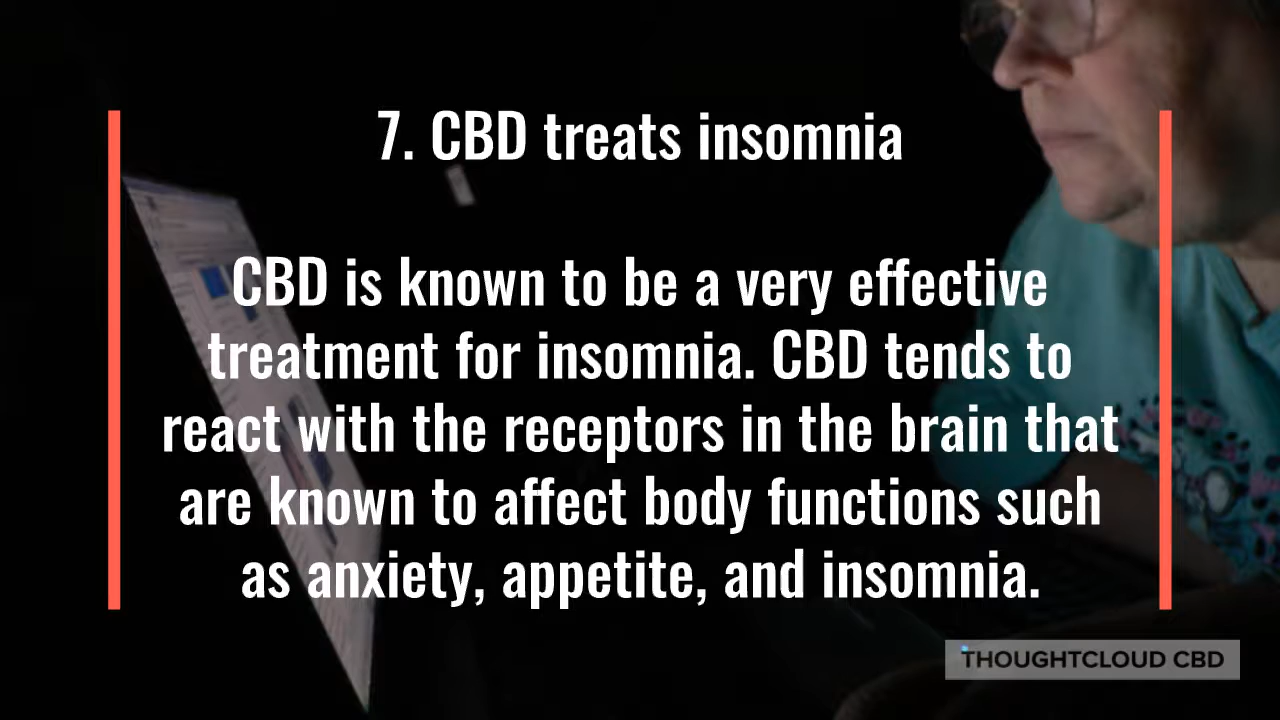 7. CBD treats insomnia
CBD is known to be a very effective
treatment for insomnia. CBD tends to
react with the receptors in the brain that
are known to affect body functions such
as anxiety, appetite, and insomnia.
THOUGHTCLOUD CBD